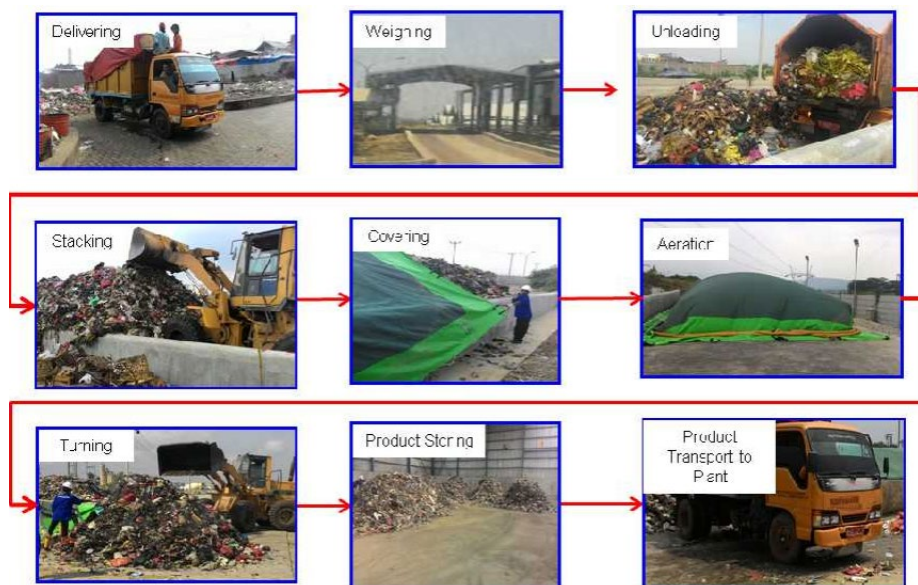 Delivering
Weighing
Unloading
Stacking
Covering
Aeration
Turning
Product Storing
Product
Transport to
Plant